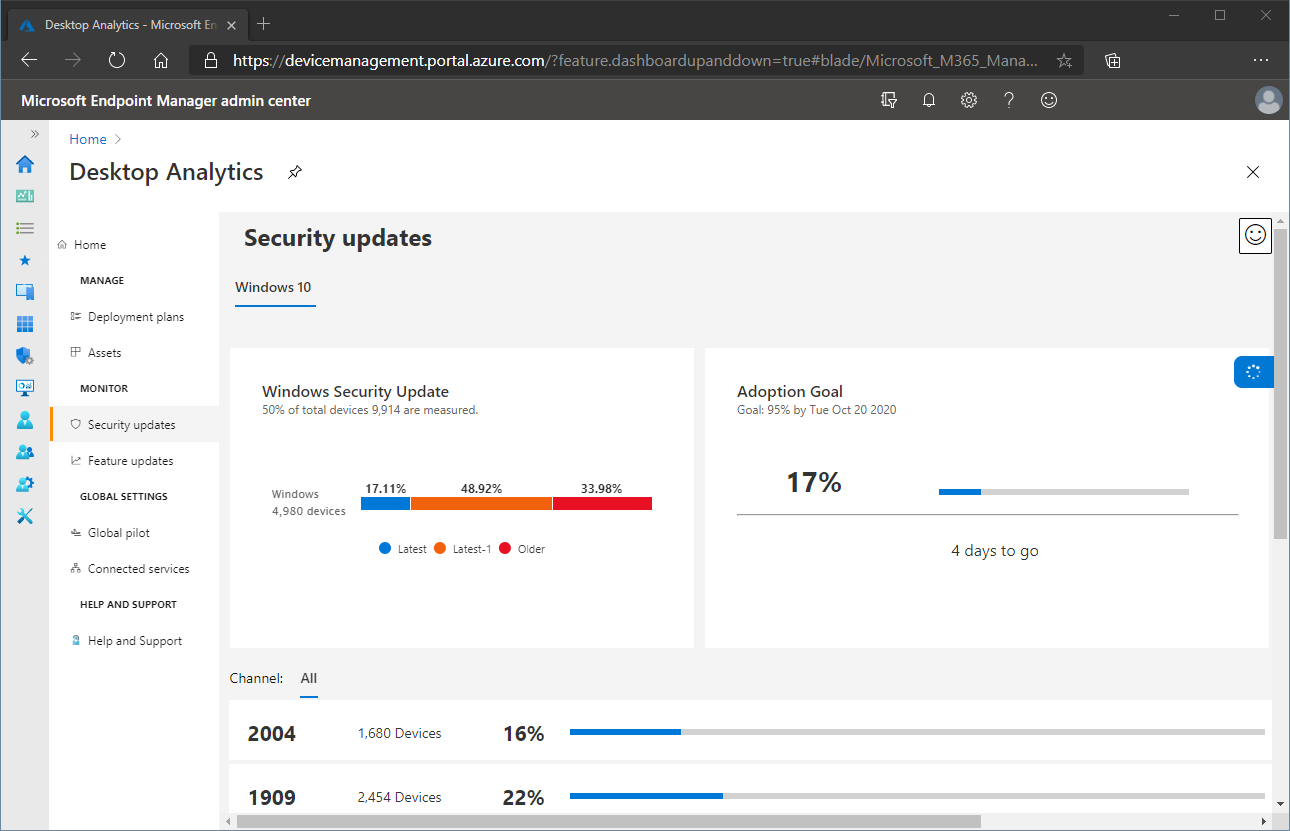 Desktop Analytics - Microsoft En
https://devicemanagement.portal.azure.com/?feature.dashboardupanddown=true#blade/Microsoft_M365_Mana...
Microsoft Endpoint Manager admin center
Home
Desktop Analytics
Home
MANAGE
Deployment plans
Assets
MONITOR
Security updates
Feature updates
GLOBAL SETTINGS
Global pilot
Connected services
HELP AND SUPPORT
Help and Support
Security updates
Windows 10
Windows Security Update
50% of total devices 9,914 are measured.
17.11% 48.92% 33.98%
Windows
4,980 devices
Latest Latest-1 Older
Adoption Goal
Goal: 95% by Tue Oct 20 2020
17%
4 days to go
Channel: All
2004 1,680 Devices 16%
1909 2,454 Devices 22%